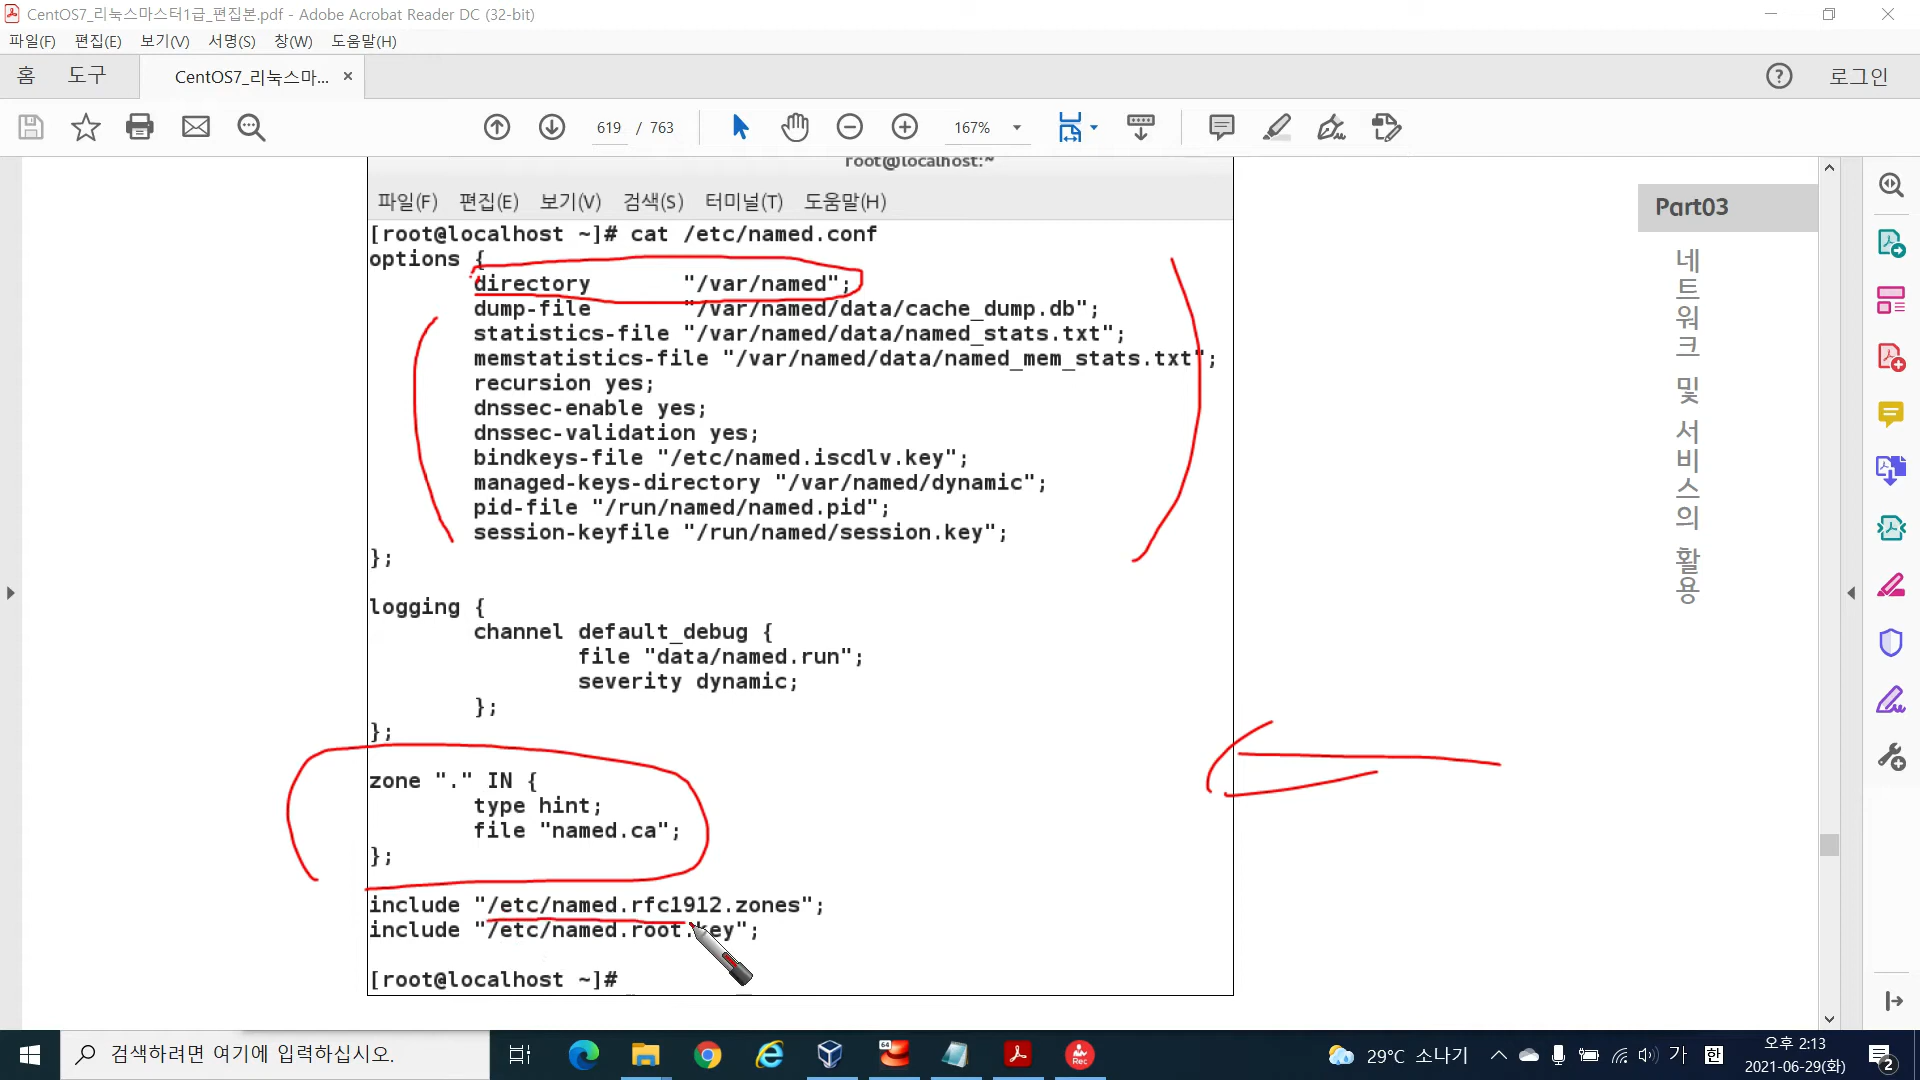 CentOS7_리눅스마스터1급_편집본.pdf - Adobe Acrobat Reader DC (32-bit)
파일(F) 편집(E) 보기(V) 서명(S) 창(W) 도움말(H)
홈 도구 CentOS7_리눅스마... × 로그인
619 / 763 167%
root@localhost:~
파일(F) 편집(E) 보기(V) 검색(S) 터미널(T) 도움말(H)
[root@localhost ~]# cat /etc/named.conf
options {
directory "/var/named";
dump-file "/var/named/data/cache_dump.db";
statistics-file "/var/named/data/named_stats.txt";
memstatistics-file "/var/named/data/named_mem_stats.txt";
recursion yes;
dnssec-enable yes;
dnssec-validation yes;
bindkeys-file "/etc/named.iscdlv.key";
managed-keys-directory "/var/named/dynamic";
pid-file "/run/named/named.pid";
session-keyfile "/run/named/session.key";
};
logging {
channel default_debug {
file "data/named.run";
severity dynamic;
};
};
zone "." IN {
type hint;
file "named.ca";
};
include "/etc/named.rfc1912.zones";
include "/etc/named.root.key";
[root@localhost ~]#
Part03
네트워크 및 서비스의 활용
검색하려면 여기에 입력하십시오.
64
Rec
29°C 소나기
가
한
오후 2:13
2021-06-29(화)
2